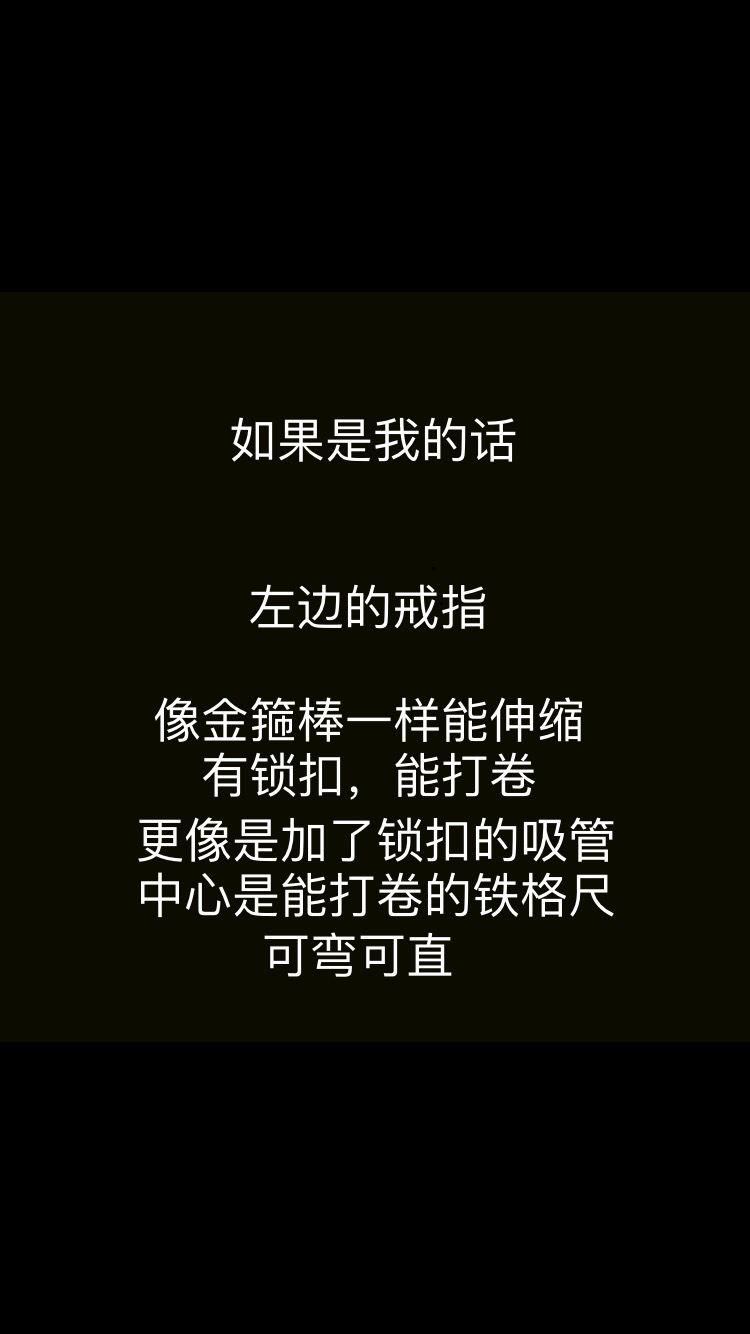 如果是我的话
左边的戒指
像金箍棒一样能伸缩
有锁扣，能打卷
更像是加了锁扣的吸管
中心是能打卷的铁格尺
可弯可直